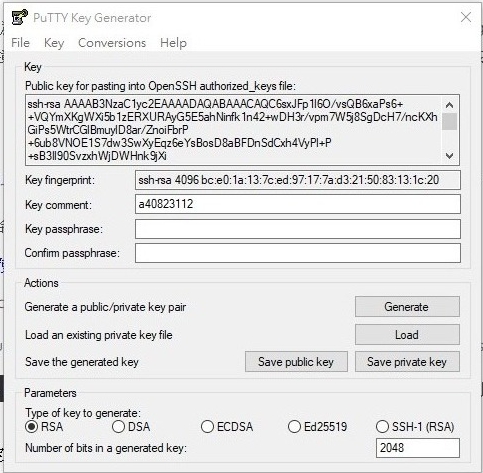 PuTTY Key Generator
File Key Conversions Help
Key
Public key for pasting into OpenSSH authorized_keys file:
ssh-rsa AAAAB3NzaC1yc2EAAAADAQABAAACAQC6sxJFp1I6O/vsQB6xaPs6+
+VQYmXKgWXi5b1zERXURAyG5E5ahNinfk1n42+wDH3r/vpm7W5j8SgDcH7/ncKXh
GiPs5WtrCGlBmuyID8ar/ZnoiFbrP
+6ub8VNOE1S7dw3SwXyEqz6eYsBosD8aBFDnSdCxh4VyPI+P
+sB3lI90SvzxhWjDWHnk9jXi
Key fingerprint:
ssh-rsa 4096 bc:e0:1a:13:7c:ed:97:17:7a:d3:21:50:83:13:1c:20
Key comment:
a40823112
Key passphrase:
Confirm passphrase:
Actions
Generate a public/private key pair
Generate
Load an existing private key file
Load
Save the generated key
Save public key
Save private key
Parameters
Type of key to generate:
RSA DSA ECDSA Ed25519 SSH-1 (RSA)
Number of bits in a generated key:
2048